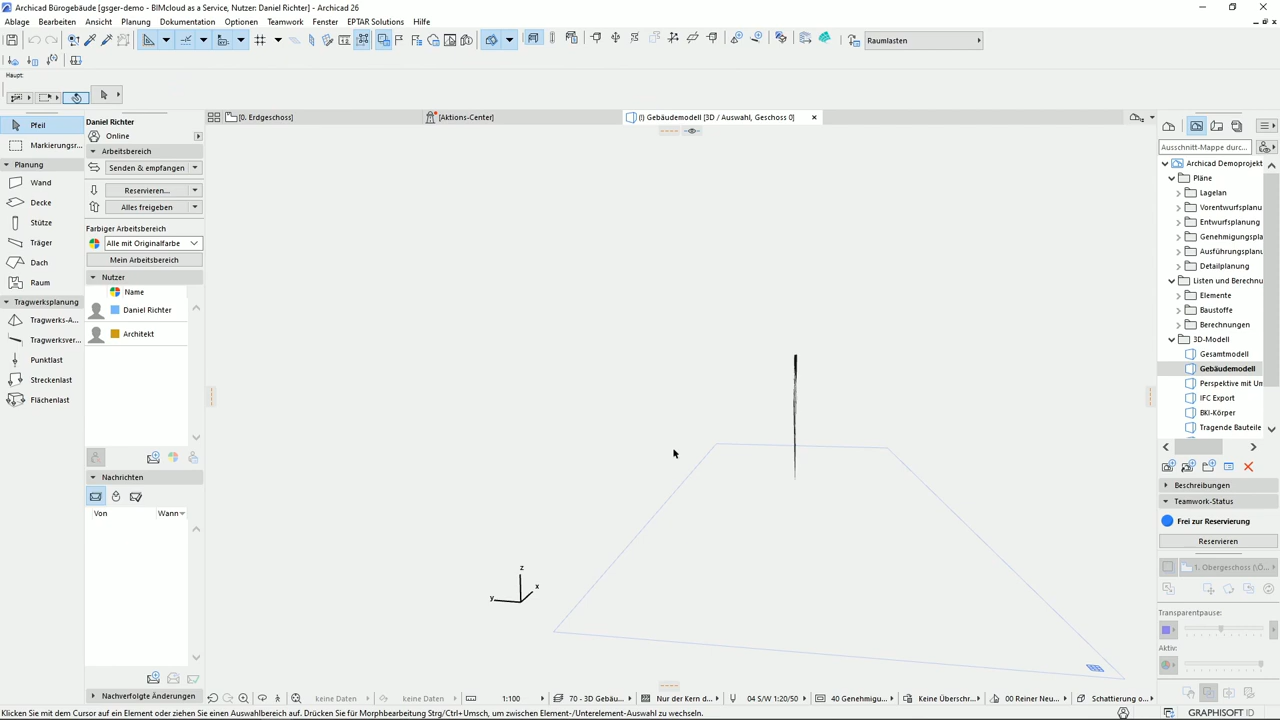 Archicad Bürogebäude [gsger-demo - BIMcloud as a Service, Nutzer: Daniel Richter] - Archicad 26
Ablage Bearbeiten Ansicht Planung Dokumentation Optionen Teamwork Fenster EPTAR Solutions Hilfe
Raumlasten
Haupt:
[0. Erdgeschoss]
[Aktions-Center]
(!) Gebäudemodell [3D / Auswahl, Geschoss 0]
Pfeil
Markierungsr...
Planung
Wand
Decke
Stütze
Träger
Dach
Raum
Tragwerksplanung
Tragwerks-A...
Tragwerksver...
Punktlast
Streckenlast
Flächenlast
Daniel Richter
Online
Arbeitsbereich
Senden & empfangen
Reservieren...
Alles freigeben
Farbiger Arbeitsbereich
Alle mit Originalfarbe
Mein Arbeitsbereich
Nutzer
Name
Daniel Richter
Architekt
Nachrichten
Von Wann
Nachverfolgte Änderungen
z
x
y
Ausschnitt-Mappe durc...
Archicad Demoprojekt
Pläne
Lageplan
Vorentwurfsplanu
Entwurfsplanung
Genehmigungspla
Ausführungsplanu
Detailplanung
Listen und Berechnu
Elemente
Baustoffe
Berechnungen
3D-Modell
Gesamtmodell
Gebäudemodell
Perspektive mit Um
IFC Export
BKI-Körper
Tragende Bauteile
Beschreibungen
Teamwork-Status
Frei zur Reservierung
Reservieren
1. Obergeschoss (\Ö...
Transparentpause:
Aktiv:
keine Daten
keine Daten
1:100
70 - 3D Gebäu...
Nur der Kern d...
04 S/W 1:20/50
40 Genehmigu...
Keine Überschr...
00 Reiner Neu...
Schattierung o...
Klicken Sie mit dem Cursor auf ein Element oder ziehen Sie einen Auswahlbereich auf. Drücken Sie für Morphbearbeitung Strg/Ctrl+Umsch, um zwischen Element-/Unterelement-Auswahl zu wechseln.
GRAPHISOFT ID